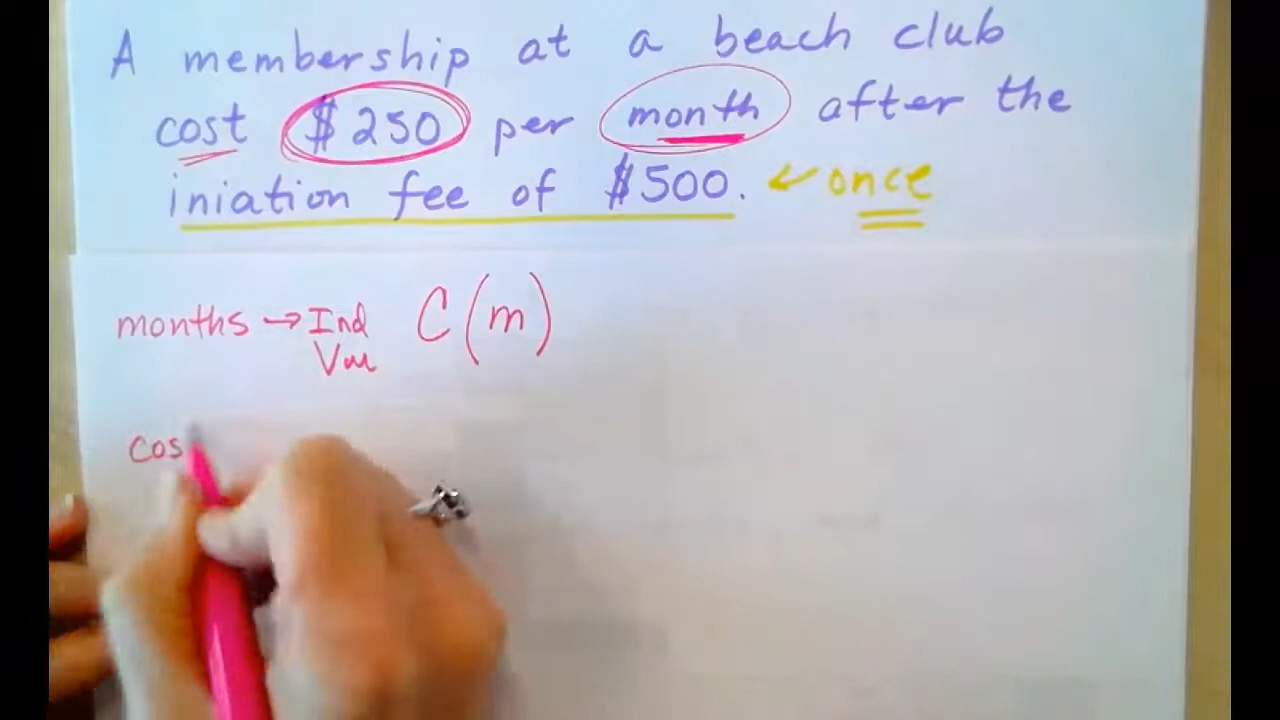 A membership at a beach club
cost $250 per month after the
iniation fee of $500. ← once
months → Ind C(m)
Var
cos